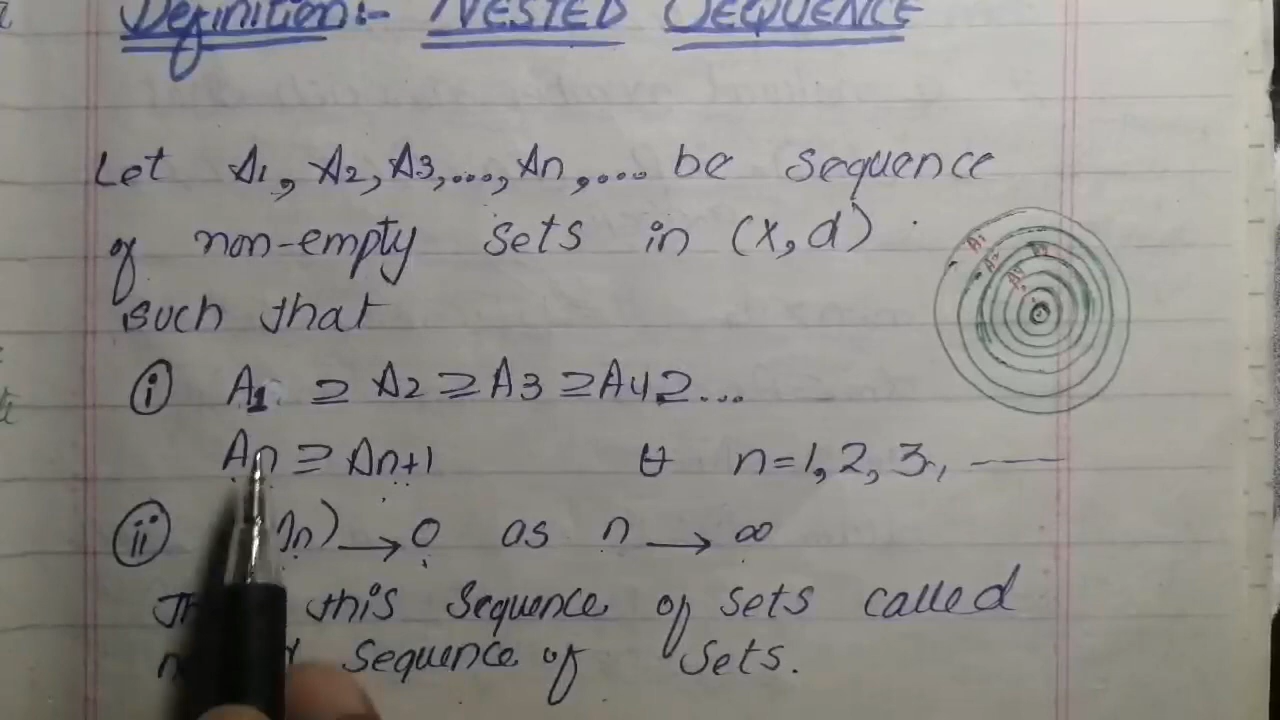 Definition:- NESTED SEQUENCE
Let A1, A2, A3,..., An,... be sequence
of non-empty sets in (X, d)
such that
(i) A1 ⊇ A2 ⊇ A3 ⊇ A4 ⊇ ...
An ⊇ An+1 ∀ n=1, 2, 3, ——
(ii) n) → 0 as n → ∞
this sequence of sets called
sequence of sets.
A1
A2